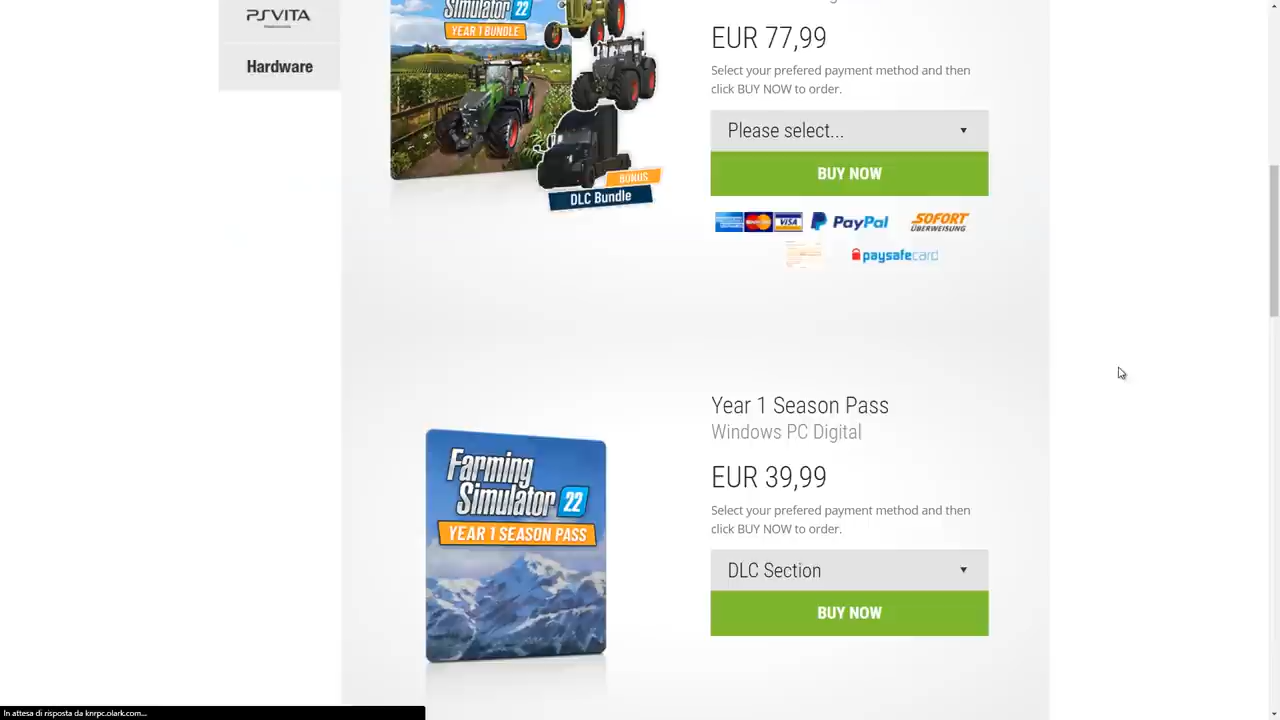 PSVITA
Hardware
SIMULATOR 22
YEAR 1 BUNDLE
BONUS
DLC Bundle
EUR 77,99
Select your prefered payment method and then
click BUY NOW to order.
Please select...
BUY NOW
VISA
PayPal
SOFORT
ÜBERWEISUNG
paysafecard
Year 1 Season Pass
Windows PC Digital
EUR 39,99
Select your prefered payment method and then
click BUY NOW to order.
DLC Section
BUY NOW
Farming
Simulator 22
YEAR 1 SEASON PASS
In attesa di risposta da knrpc.olark.com...